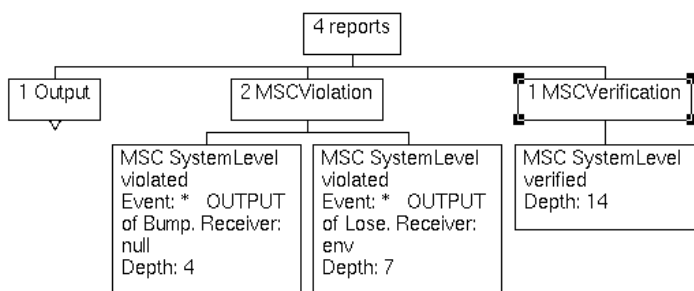 4 reports
1 Output
2 MSCViolation
1 MSCVerification
MSC SystemLevel
violated
Event: * OUTPUT
of Bump. Receiver:
null
Depth: 4
MSC SystemLevel
violated
Event: * OUTPUT
of Lose. Receiver:
env
Depth: 7
MSC SystemLevel
verified
Depth: 14